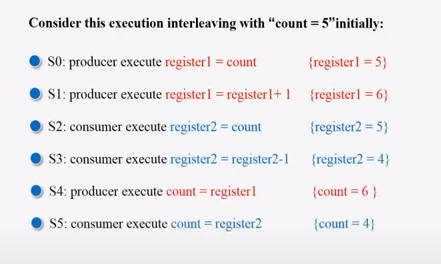 Consider this execution interleaving with “count = 5”initially:
S0: producer execute register1 = count {register1 = 5}
S1: producer execute register1 = register1+ 1 {register1 = 6}
S2: consumer execute register2 = count {register2 = 5}
S3: consumer execute register2 = register2-1 {register2 = 4}
S4: producer execute count = register1 {count = 6 }
S5: consumer execute count = register2 {count = 4}